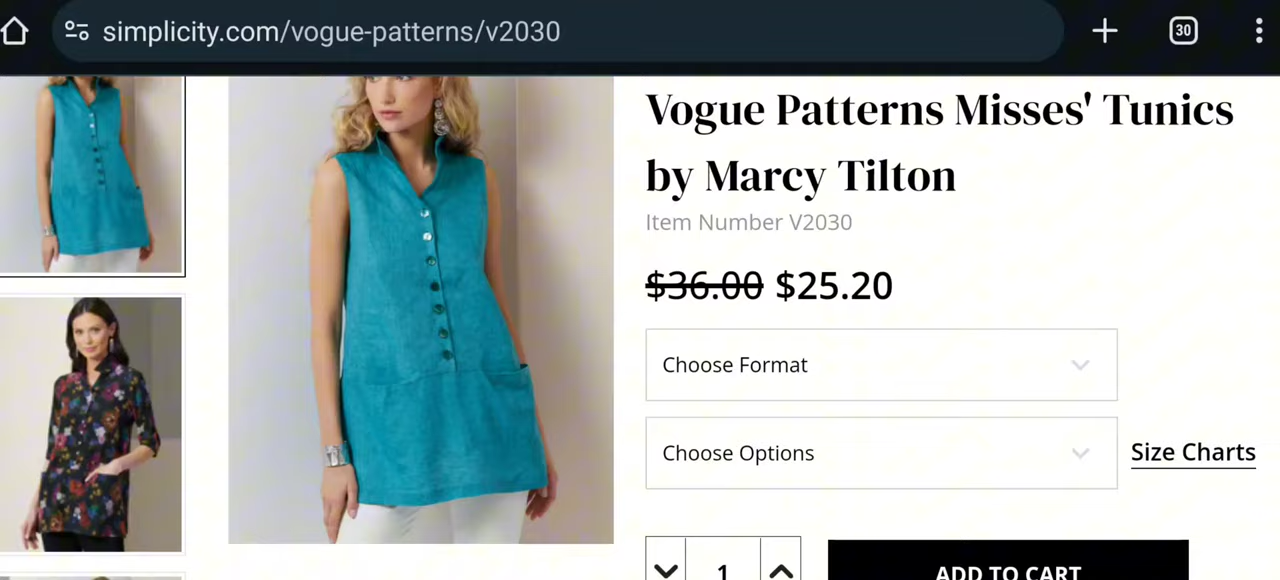 simplicity.com/vogue-patterns/v2030
30
Vogue Patterns Misses' Tunics
by Marcy Tilton
Item Number V2030
$36.00 $25.20
Choose Format
Choose Options
Size Charts
1
ADD TO CART